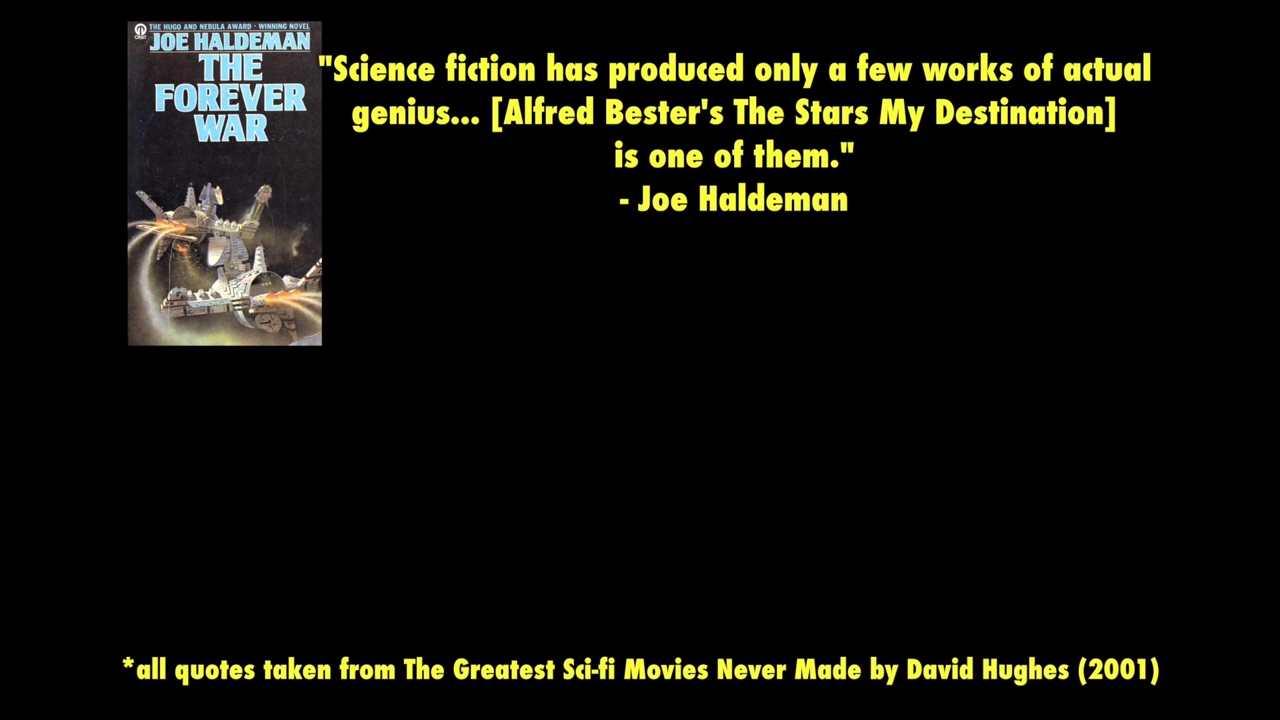 THE HUGO AND NEBULA AWARD - WINNING NOVEL
ORBIT
JOE HALDEMAN
THE
FOREVER
WAR
"Science fiction has produced only a few works of actual
genius... [Alfred Bester's The Stars My Destination]
is one of them."
- Joe Haldeman
*all quotes taken from The Greatest Sci-fi Movies Never Made by David Hughes (2001)